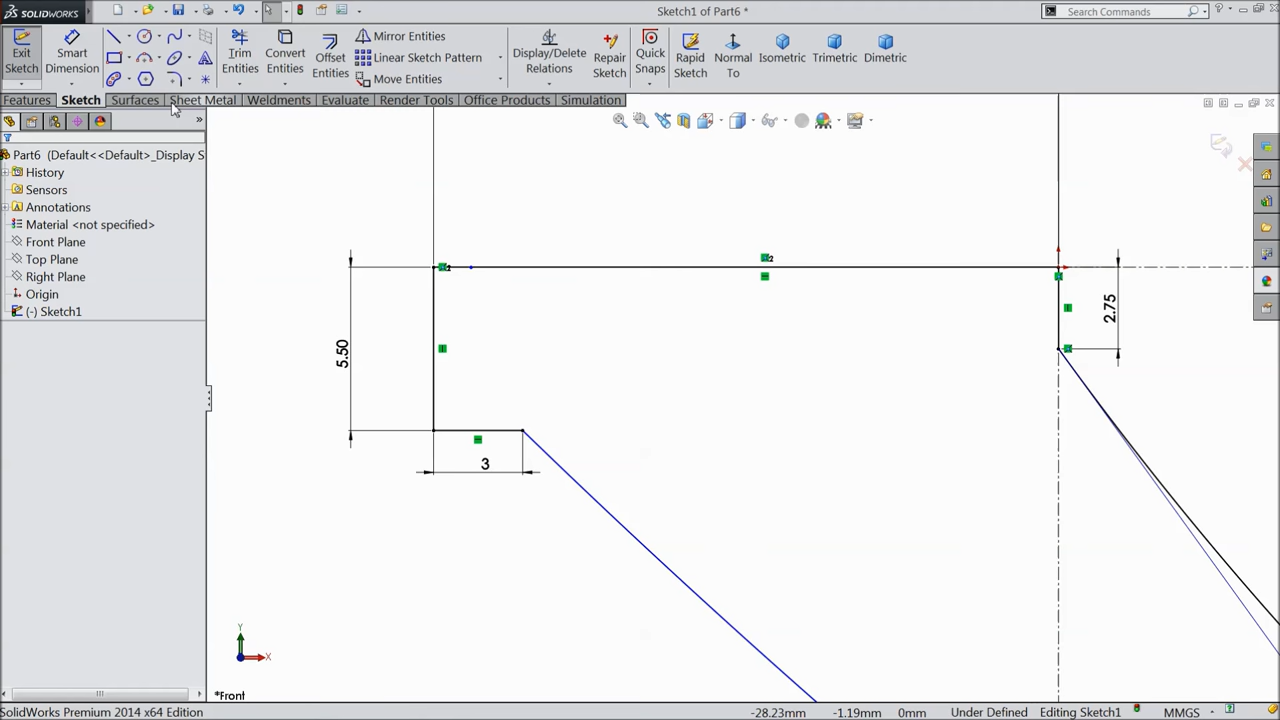 SOLIDWORKS
Sketch1 of Part6 *
Search Commands
Exit Sketch
Smart Dimension
Trim Entities
Convert Entities
Offset Entities
Mirror Entities
Linear Sketch Pattern
Move Entities
Display/Delete Relations
Repair Sketch
Quick Snaps
Rapid Sketch
Normal To
Isometric
Trimetric
Dimetric
Features
Sketch
Surfaces
Sheet Metal
Weldments
Evaluate
Render Tools
Office Products
Simulation
Part6 (Default<<Default>_Display S
History
Sensors
Annotations
Material <not specified>
Front Plane
Top Plane
Right Plane
Origin
(-) Sketch1
2
2
5.50
2.75
3
Y
X
*Front
SolidWorks Premium 2014 x64 Edition
-28.23mm
-1.19mm
0mm
Under Defined
Editing Sketch1
MMGS